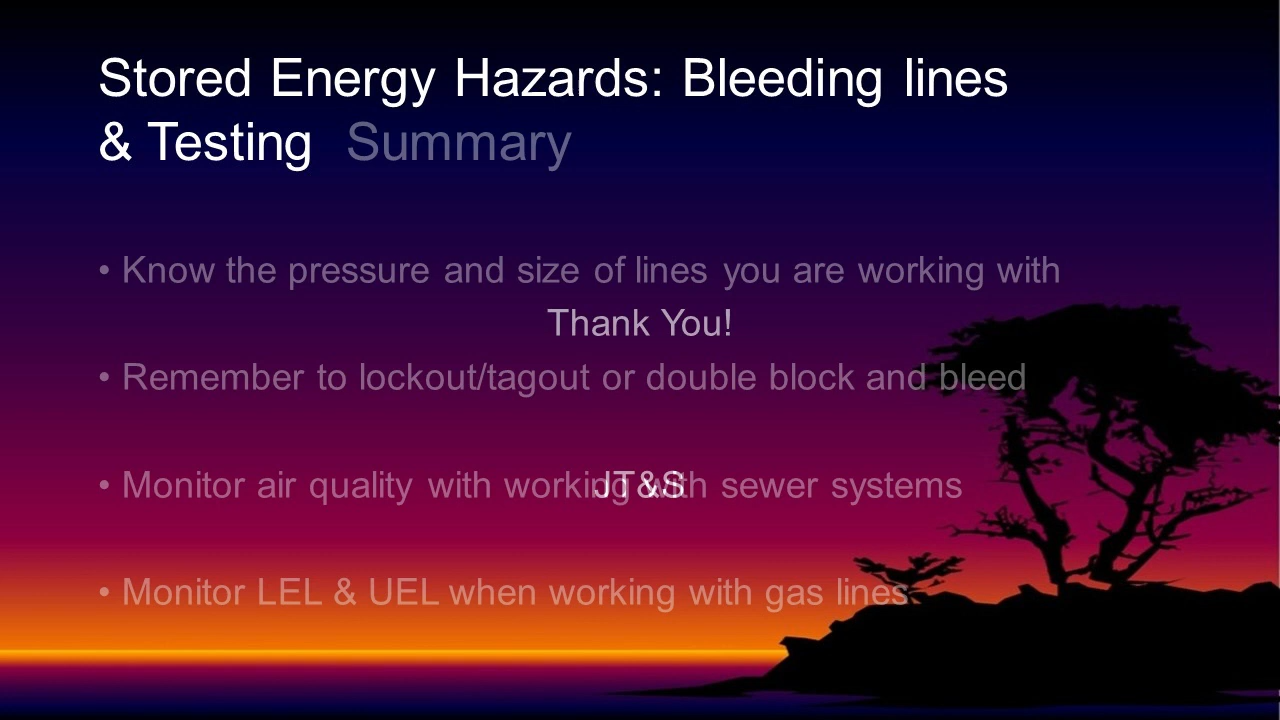 Stored Energy Hazards: Bleeding lines
& Testing Summary
• Know the pressure and size of lines you are working with
Thank You!
• Remember to lockout/tagout or double block and bleed
• Monitor air quality with working with sewer systems
JT&S
• Monitor LEL & UEL when working with gas lines